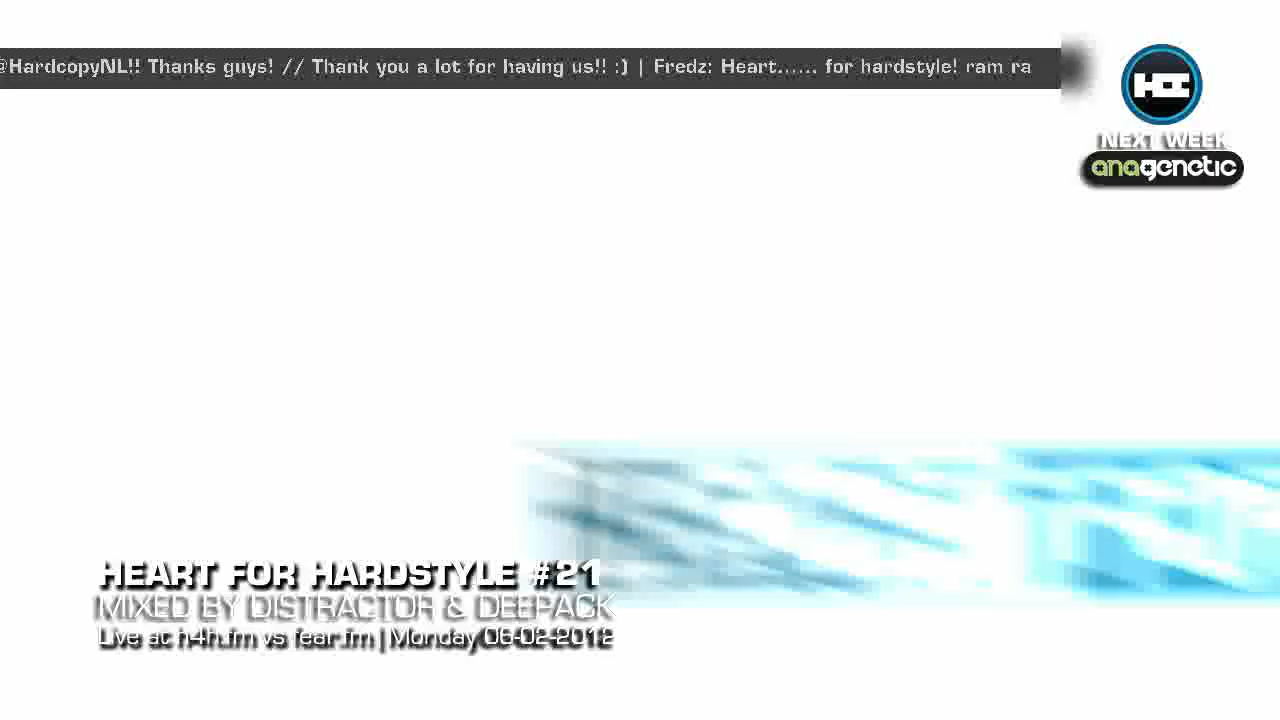 @HardcopyNL!! Thanks guys! // Thank you a lot for having us!! :) | Fredz: Heart...... for hardstyle! ram ra
NEXT WEEK
anagenetic
HEART FOR HARDSTYLE #21
MIXED BY DISTRACTOR & DEEPACK
Live at h4h.fm vs fear.fm | Monday 06-02-2012